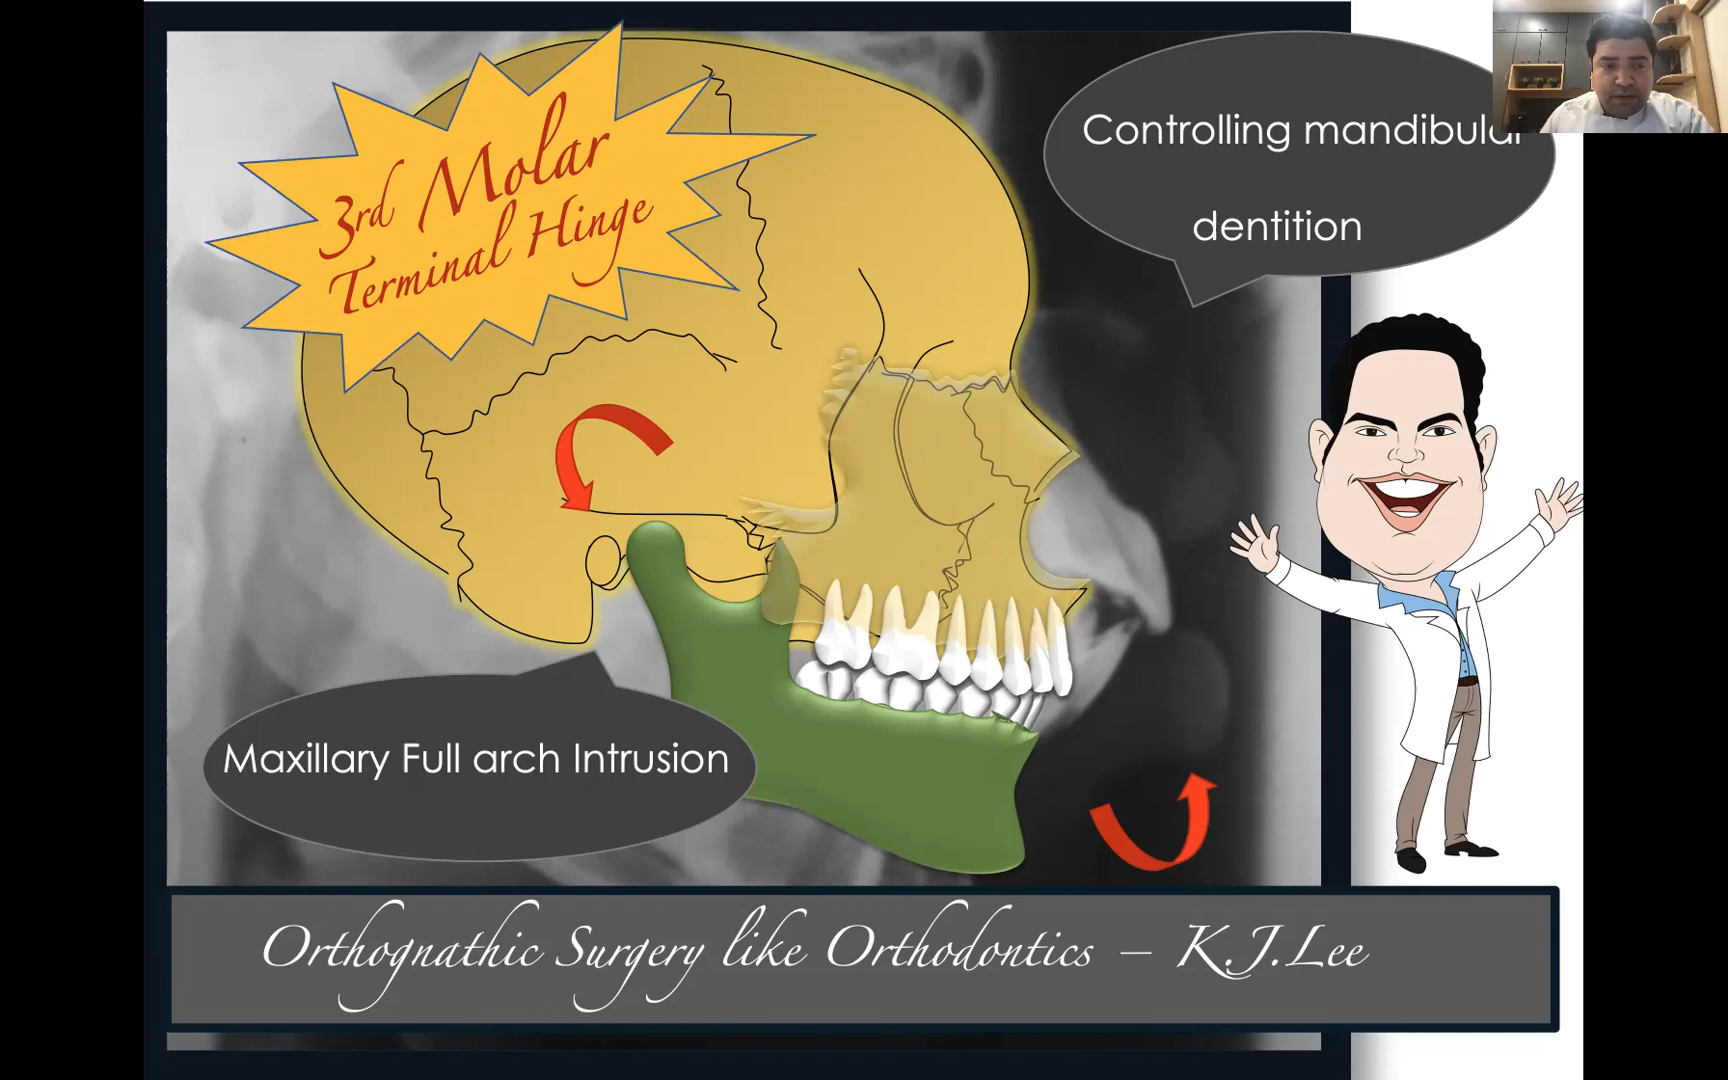 3rd Molar
Terminal Hinge
Controlling mandibular
dentition
Maxillary Full arch Intrusion
Orthognathic Surgery like Orthodontics – K.J.Lee